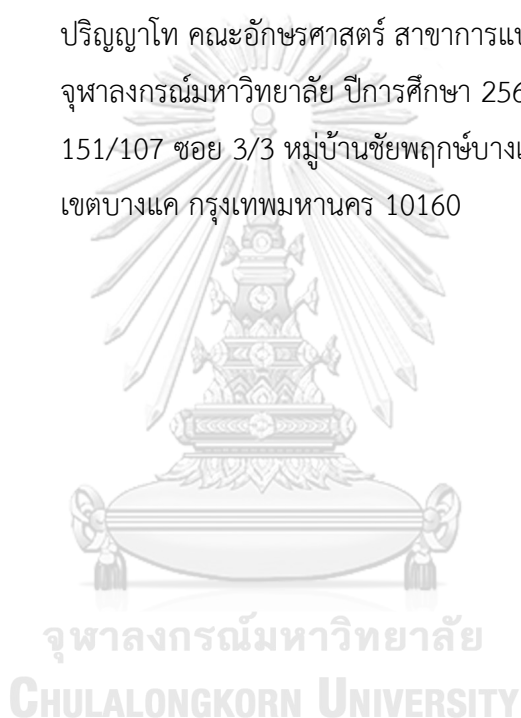 ปริญญาโท คณะอักษรศาสตร์ สาขาการแป
จุฬาลงกรณ์มหาวิทยาลัย ปีการศึกษา 256
151/107 ซอย 3/3 หมู่บ้านชัยพฤกษ์บางแ
เขตบางแค กรุงเทพมหานคร 10160
จุฬาลงกรณ์มหาวิทยาลัย
CHULALONGKORN UNIVERSITY